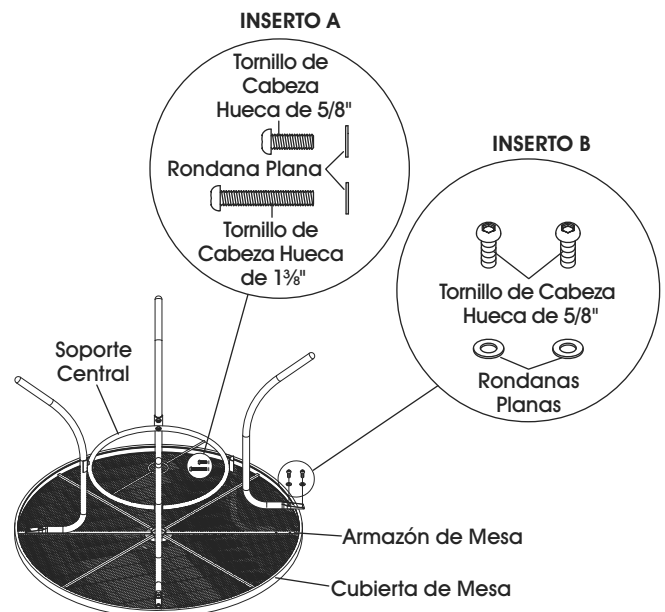 INSERTO A
Tornillo de
Cabeza
Hueca de 5/8"
Rondana Plana
Tornillo de
Cabeza Hueca
de 1⅜"
INSERTO B
Tornillo de Cabeza
Hueca de 5/8"
Rondanas
Planas
Soporte
Central
Armazón de Mesa
Cubierta de Mesa